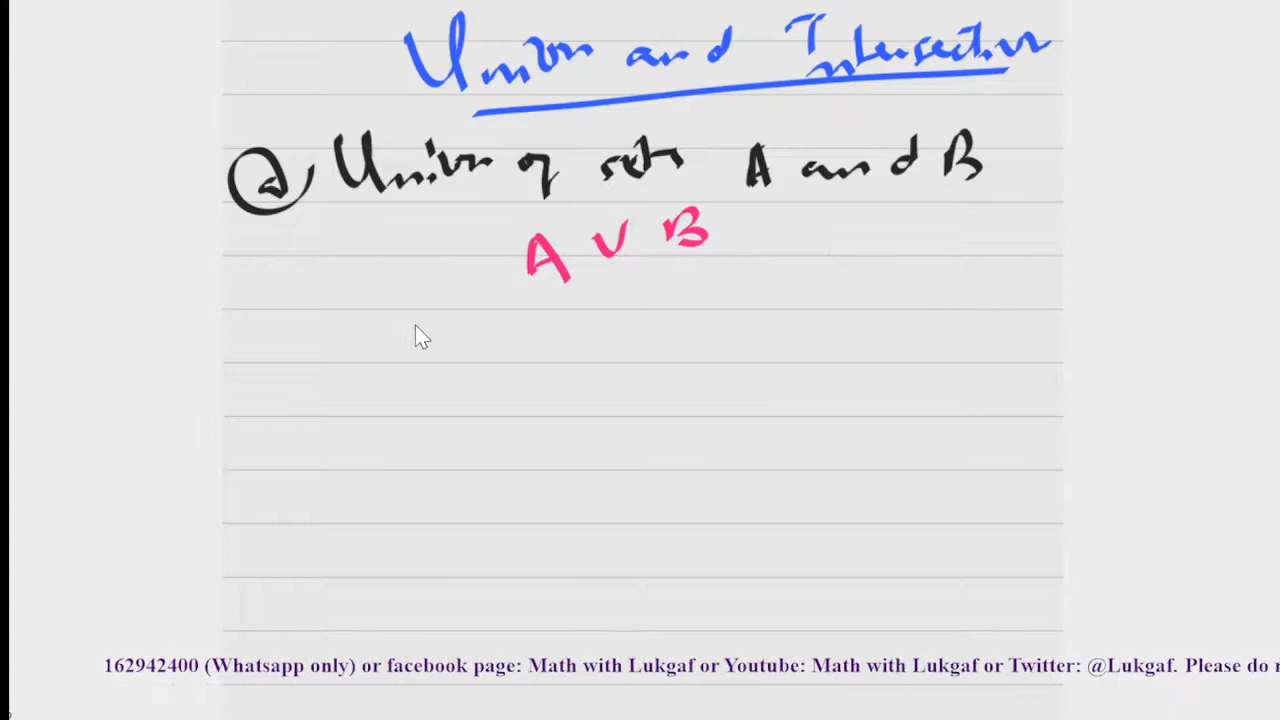 Union and Intersection
(a) Union of sets A and B
A ∪ B
162942400 (Whatsapp only) or facebook page: Math with Lukgaf or Youtube: Math with Lukgaf or Twitter: @Lukgaf. Please do